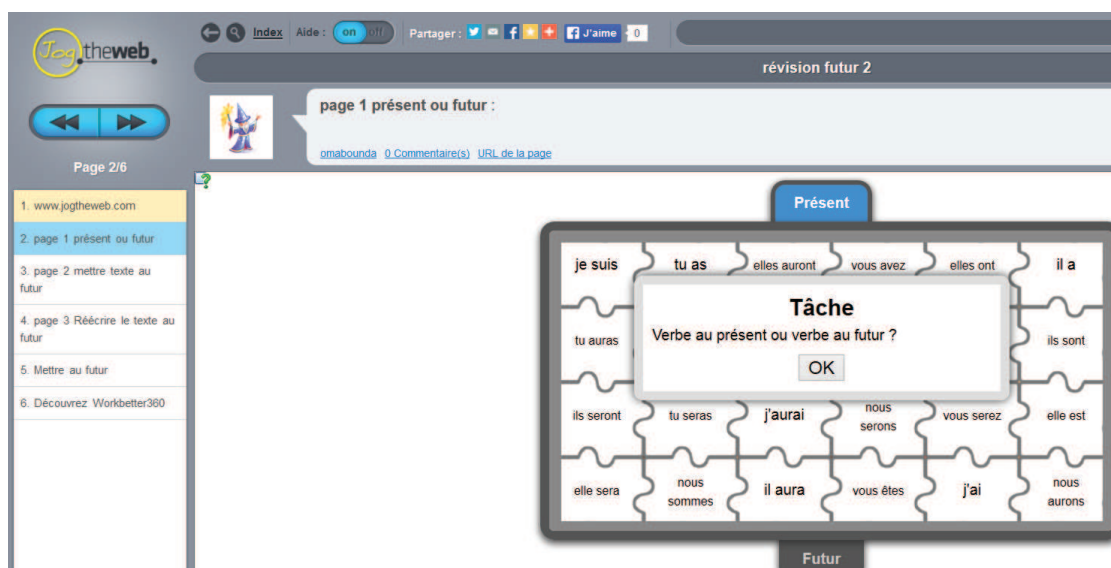 Jog theweb
Index Aide : on off Partager : J'aime 0
révision futur 2
page 1 présent ou futur :
omabounda 0 Commentaire(s) URL de la page
Page 2/6
1. www.jogtheweb.com
2. page 1 présent ou futur
3. page 2 mettre texte au
futur
4. page 3 Réécrire le texte au
futur
5. Mettre au futur
6. Découvrez Workbetter360
Présent
je suis tu as elles auront vous avez elles ont il a
Tâche
Verbe au présent ou verbe au futur ?
OK
tu auras ils sont
ils seront tu seras j'aurai nous
serons vous serez elle est
elle sera nous
sommes il aura vous êtes j'ai nous
aurons
Futur